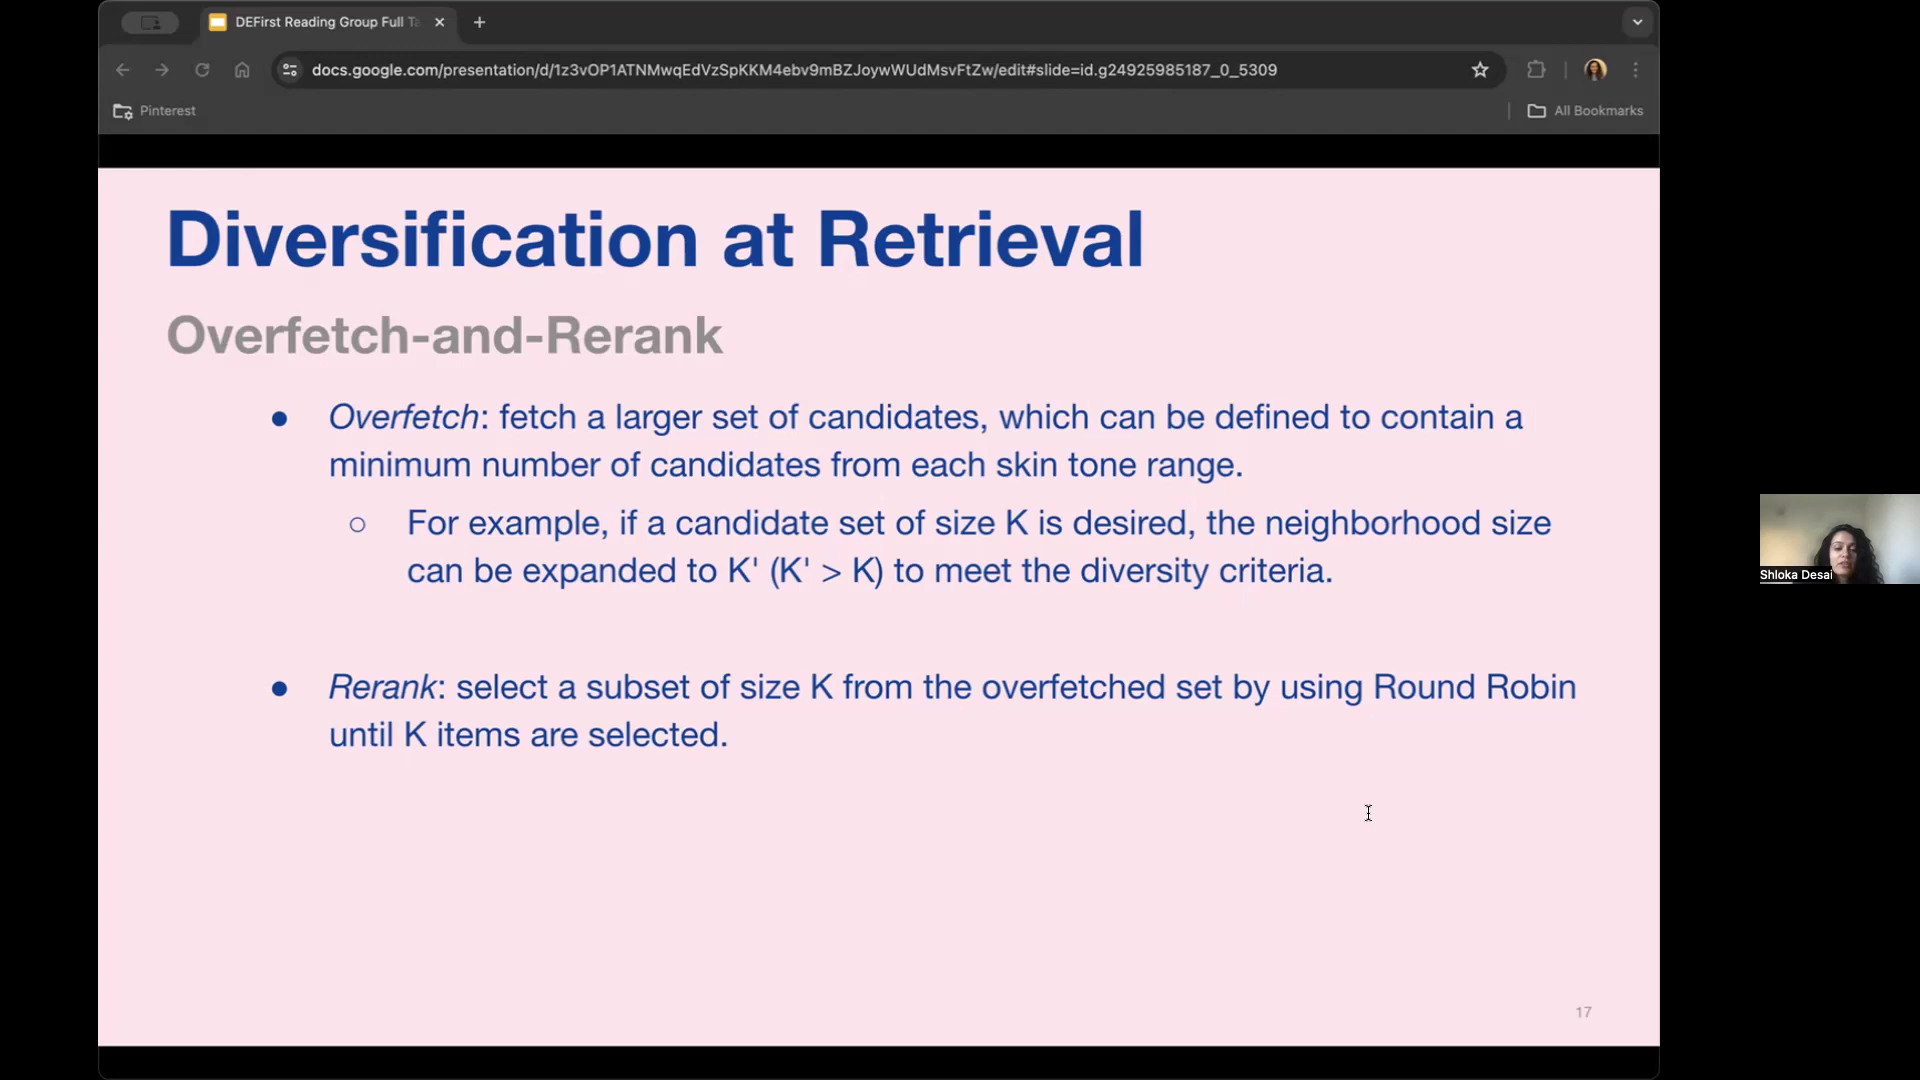 DEFirst Reading Group Full Ta
docs.google.com/presentation/d/1z3vOP1ATNMwqEdVzSpKKM4ebv9mBZJoywWUdMsvFtZw/edit#slide=id.g24925985187_0_5309
Pinterest
All Bookmarks
Diversification at Retrieval
Overfetch-and-Rerank
● Overfetch: fetch a larger set of candidates, which can be defined to contain a
minimum number of candidates from each skin tone range.
○ For example, if a candidate set of size K is desired, the neighborhood size
can be expanded to K' (K' > K) to meet the diversity criteria.
● Rerank: select a subset of size K from the overfetched set by using Round Robin
until K items are selected.
Shloka Desai
17